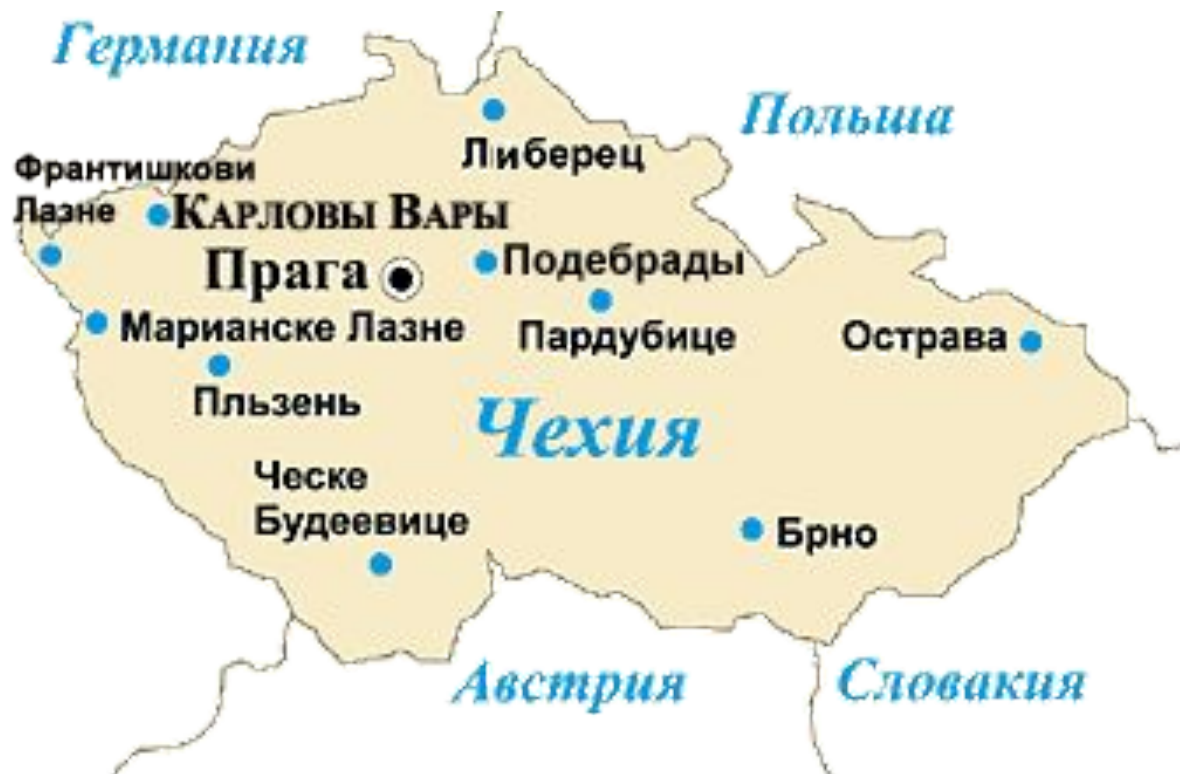 Германия
Польша
Либерец
Франтишкови
Лазне
Карловы Вары
Прага
Подебрады
Марианске Лазне
Пардубице
Острава
Пльзень
Чехия
Ческе
Будеевице
Брно
Австрия
Словакия